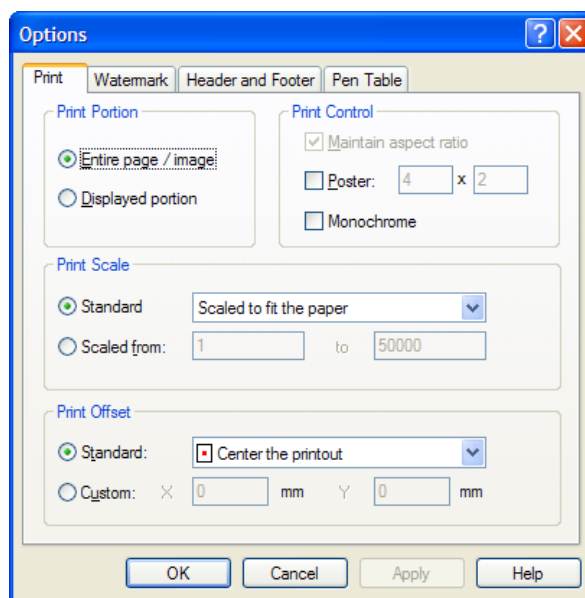 Options
Print Watermark Header and Footer Pen Table
Print Portion
Entire page / image
Displayed portion
Print Control
Maintain aspect ratio
Poster: 4 x 2
Monochrome
Print Scale
Standard Scaled to fit the paper
Scaled from: 1 to 50000
Print Offset
Standard: Center the printout
Custom: X 0 mm Y 0 mm
OK Cancel Apply Help